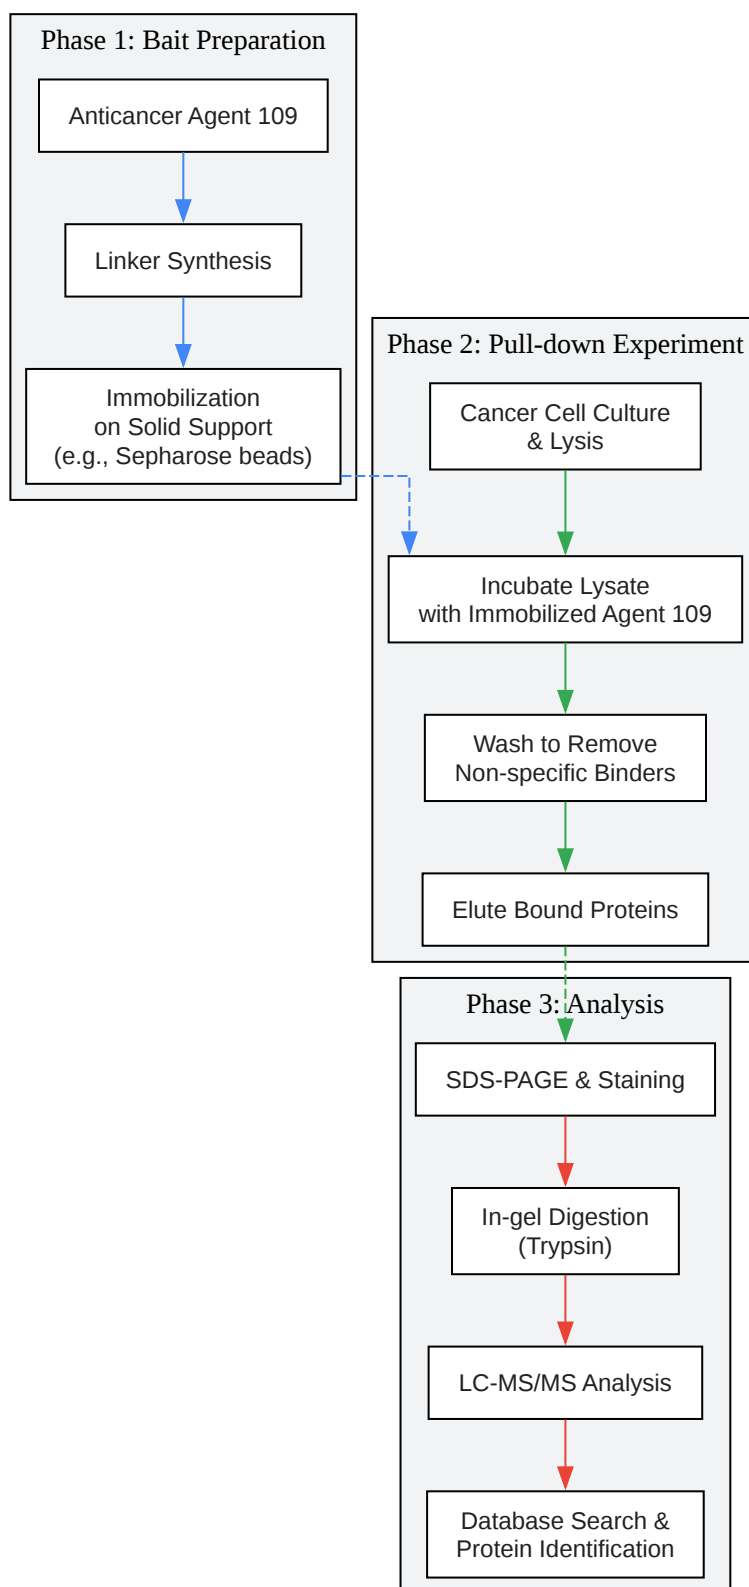 Phase 1: Bait Preparation
Anticancer Agent 109
Linker Synthesis
Immobilization
on Solid Support
(e.g., Sepharose beads)
Phase 2: Pull-down Experiment
Cancer Cell Culture
& Lysis
Incubate Lysate
with Immobilized Agent 109
Wash to Remove
Non-specific Binders
Elute Bound Proteins
Phase 3: Analysis
SDS-PAGE & Staining
In-gel Digestion
(Trypsin)
LC-MS/MS Analysis
Database Search &
Protein Identification